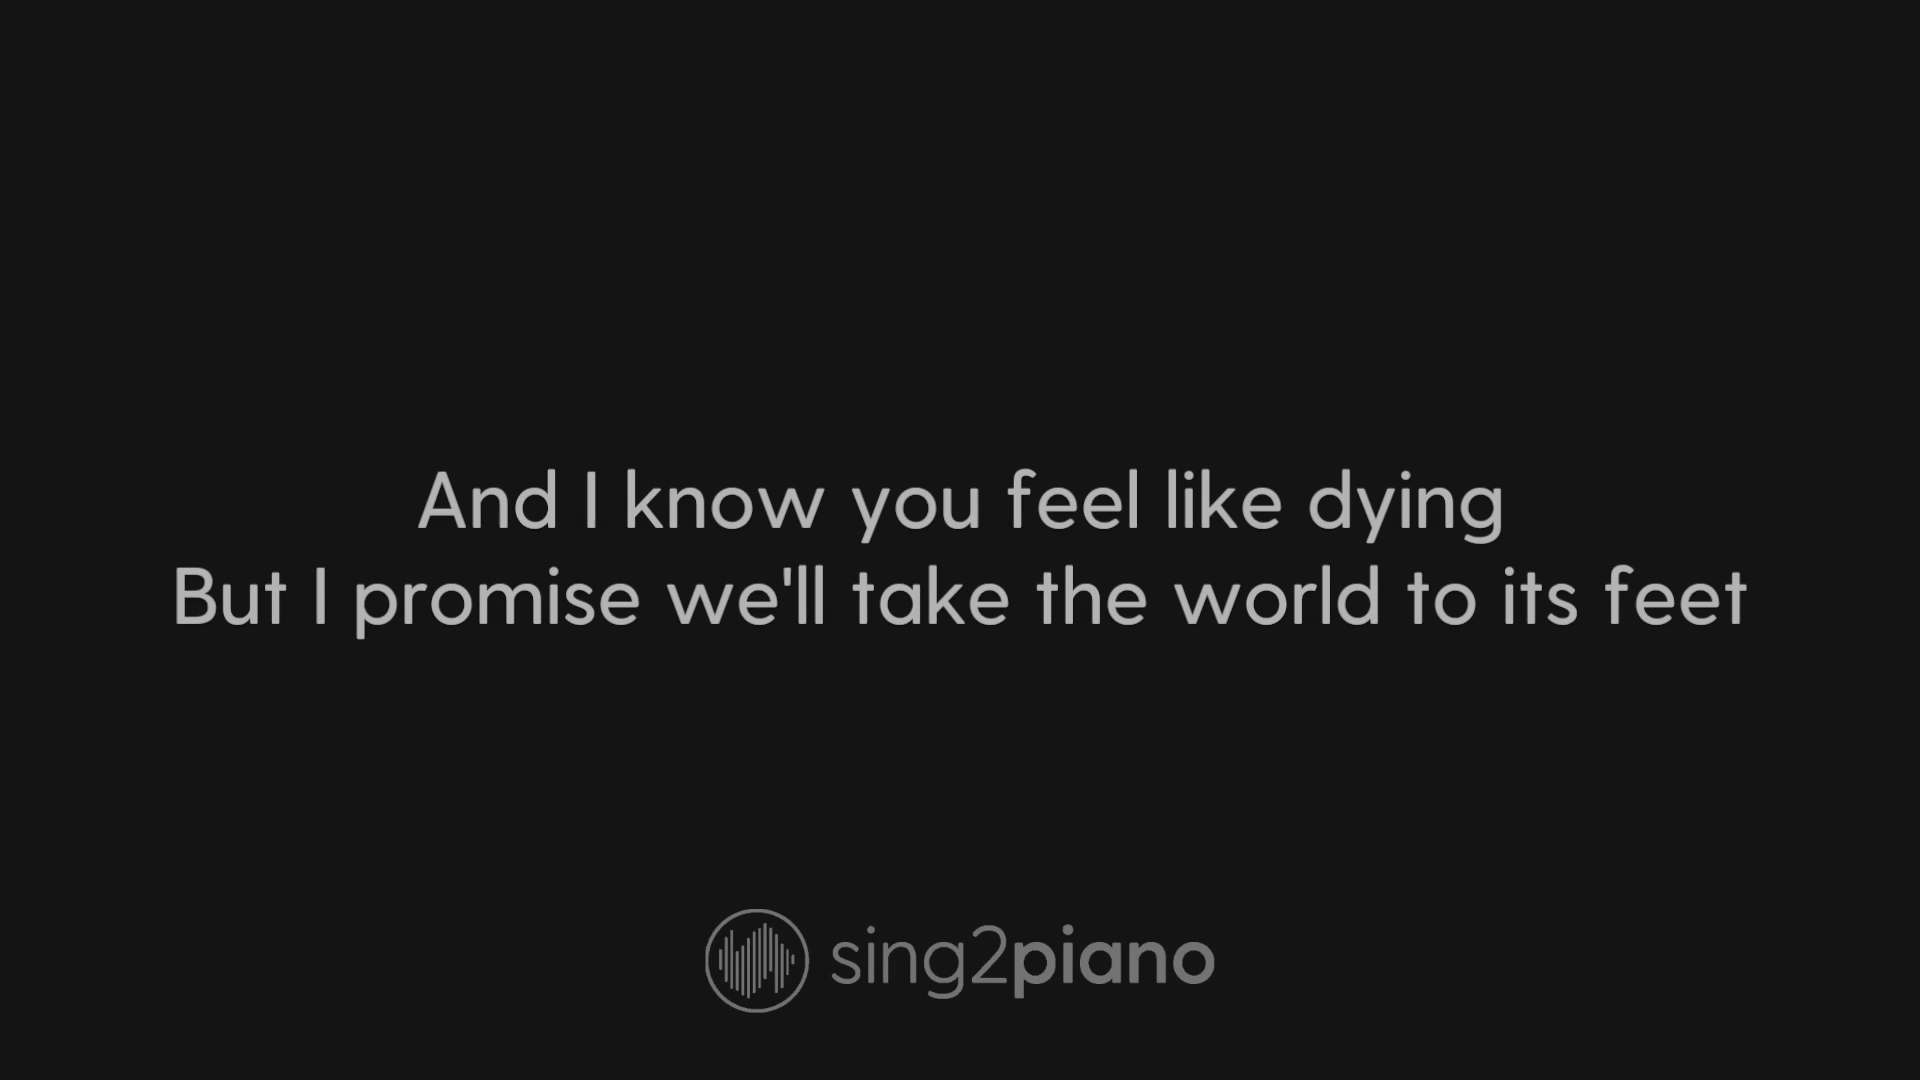 And I know you feel like dying
But I promise we'll take the world to its feet
sing2piano